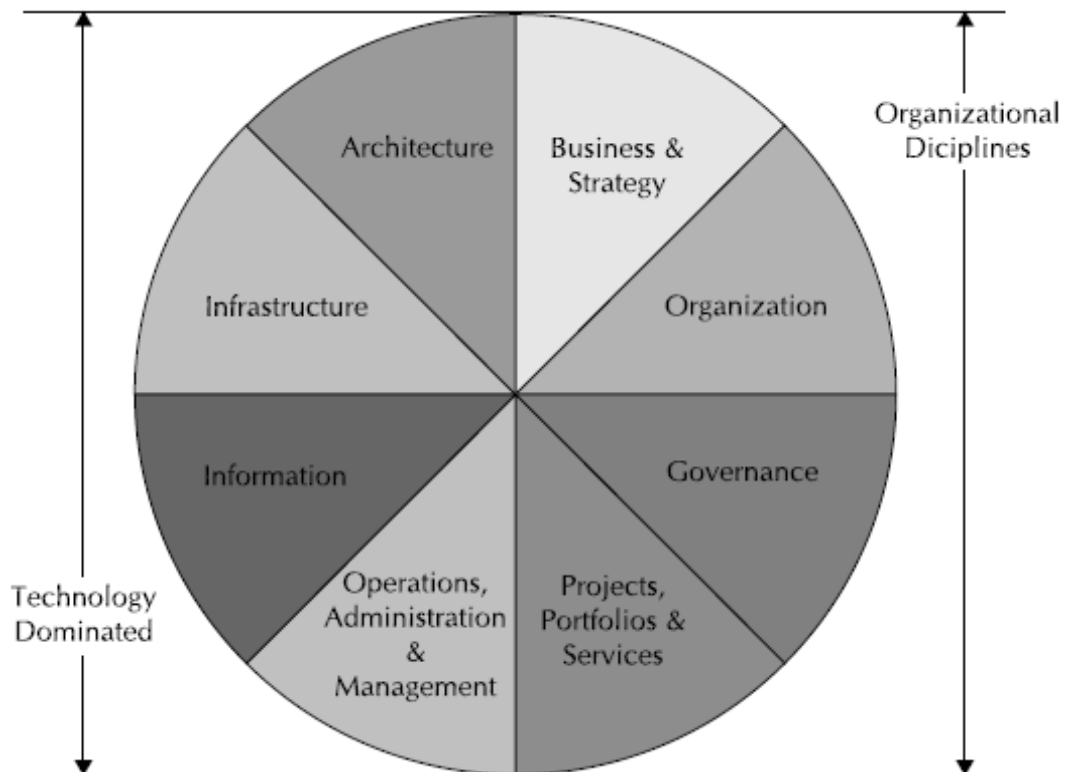 Organizational
Diciplines
Architecture
Business &
Strategy
Infrastructure
Organization
Information
Governance
Technology
Dominated
Operations,
Administration
&
Management
Projects,
Portfolios &
Services